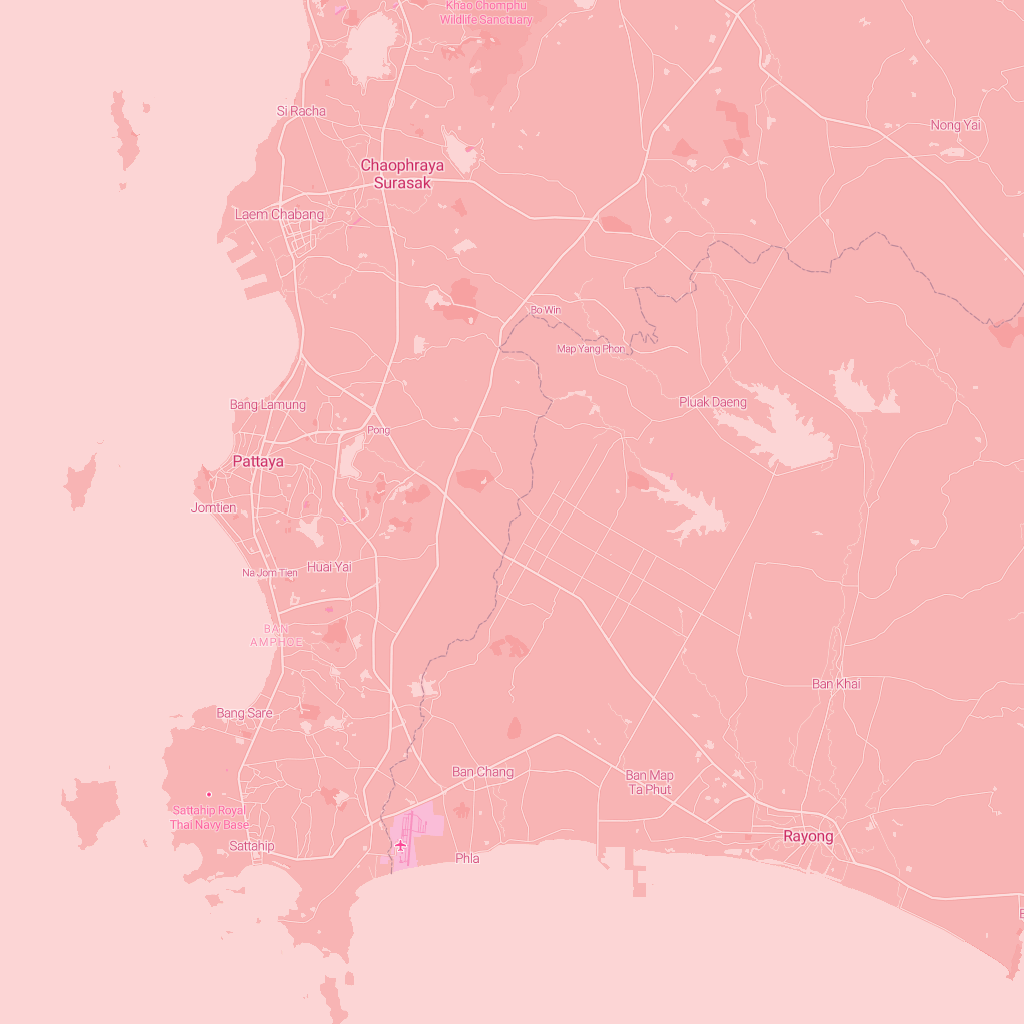 Khao Chomphu
Wildlife Sanctuary
Si Racha
Nong Yai
Chaophraya
Surasak
Laem Chabang
Bo Win
Map Yang Phon
Bang Lamung
Pluak Daeng
Pong
Pattaya
Jomtien
Huai Yai
Na Jom Tien
BAN
AMPHOE
Ban Khai
Bang Sare
Ban Chang
Ban Map
Ta Phut
Sattahip Royal
Thai Navy Base
Rayong
Sattahip
Phla